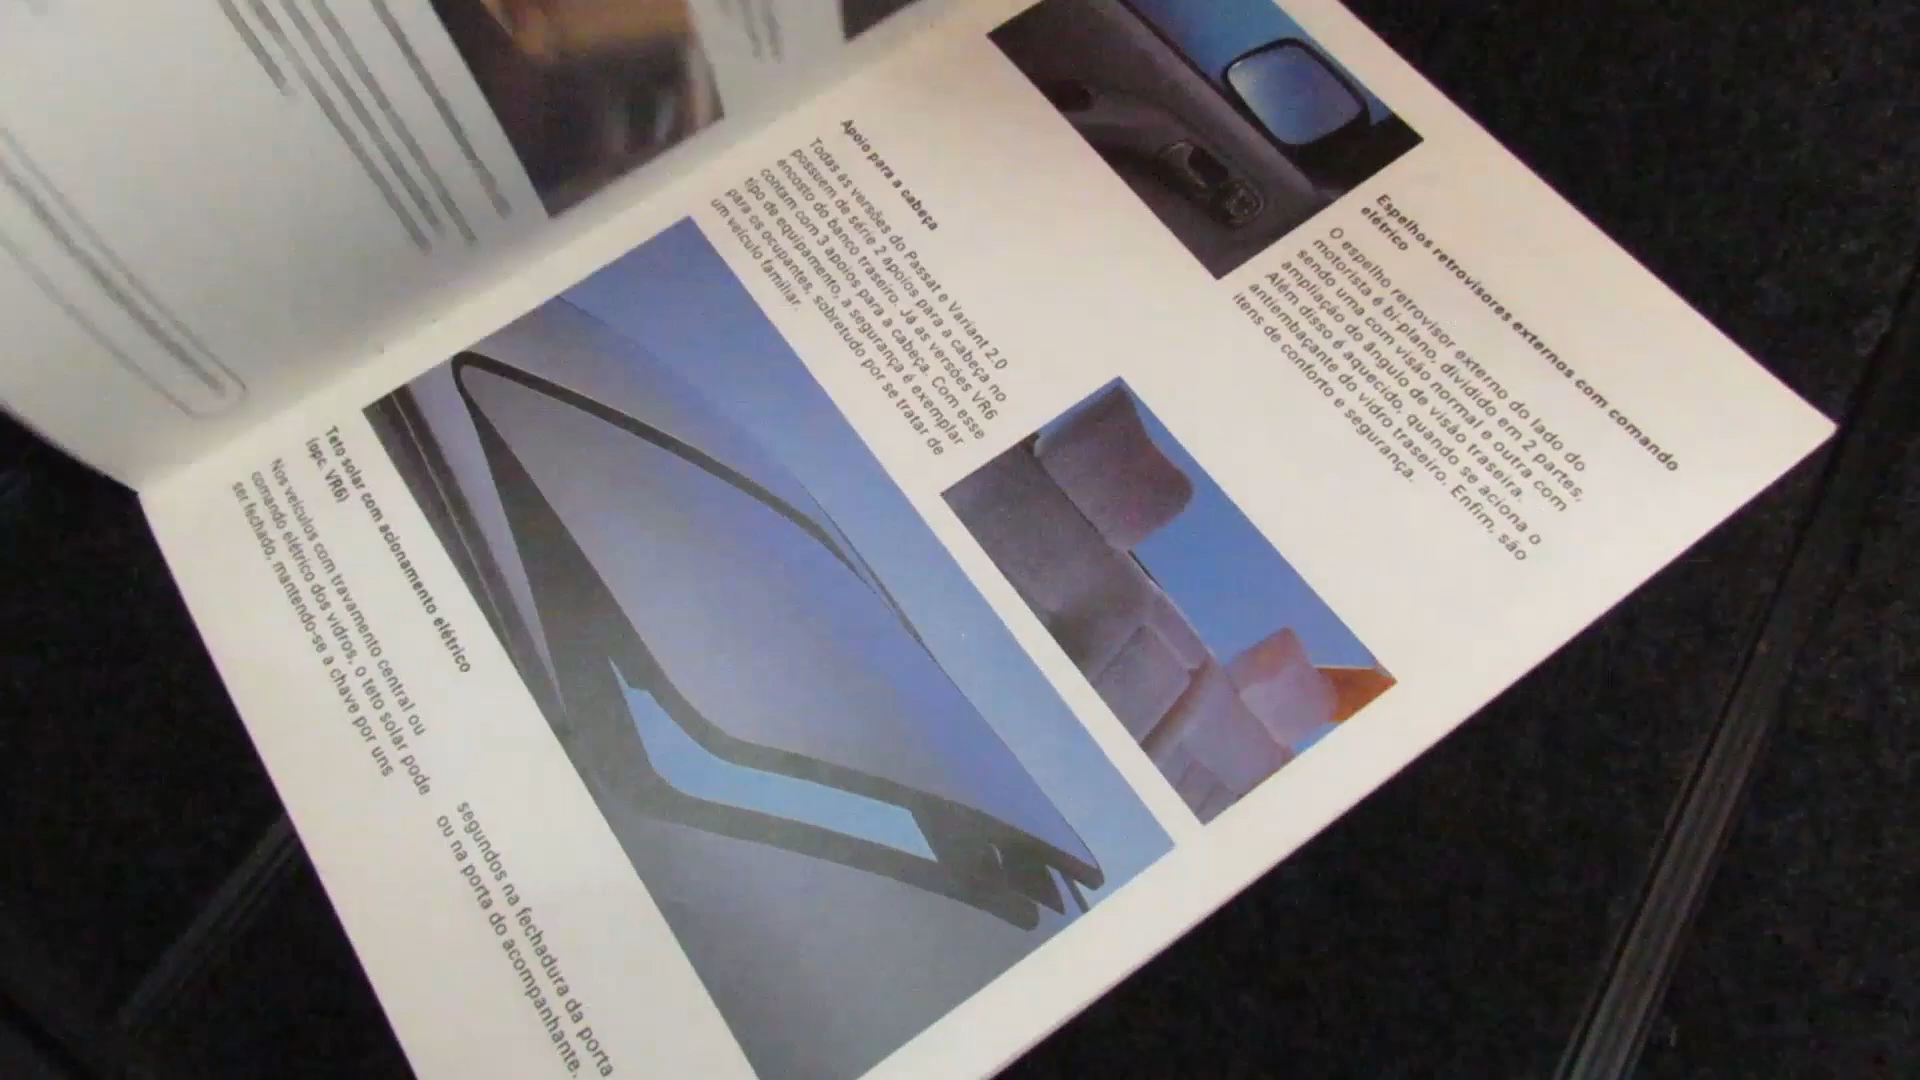 Espelhos retrovisores externos com comando
elétrico
O espelho retrovisor externo do lado do
motorista é bi-plano, dividido em 2 partes,
sendo uma com visão normal e outra com
ampliação do ângulo de visão traseira.
Além disso é aquecido, quando se aciona o
antiembaçante do vidro traseiro. Enfim, são
itens de conforto e segurança.
Apoio para a cabeça
Todas as versões do Passat e Variant 2.0
possuem de série 2 apoios para a cabeça no
encosto do banco traseiro. Já as versões VR6
contam com 3 apoios para a cabeça. Com esse
tipo de equipamento, a segurança é exemplar
para os ocupantes, sobretudo por se tratar de
um veículo familiar.
Teto solar com acionamento elétrico
(opc. VR6)
Nos veículos com travamento central ou
comando elétrico dos vidros, o teto solar pode
ser fechado, mantendo-se a chave por uns
segundos na fechadura da porta
ou na porta do acompanhante.